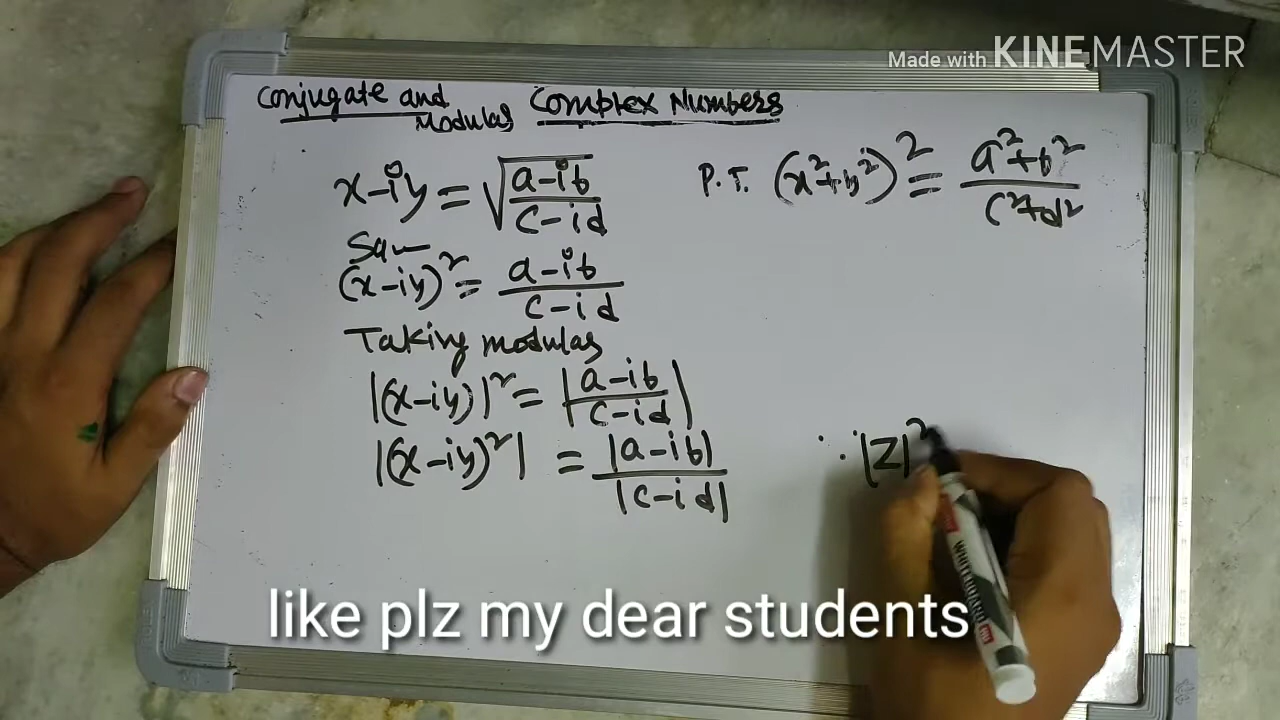 Made with KINEMASTER
Conjugate and Modulas Complex Numbers
x-iy = √(a-ib)/(c-id)
P.T. (x²+y²)² = (a²+b²)/(c²+d²)
Squ
(x-iy)² = (a-ib)/(c-id)
Taking modulas
|(x-iy)|² = |(a-ib)/(c-id)|
|(x-iy)²| = |a-ib|/|c-id|
∵ |Z|²
like plz my dear students